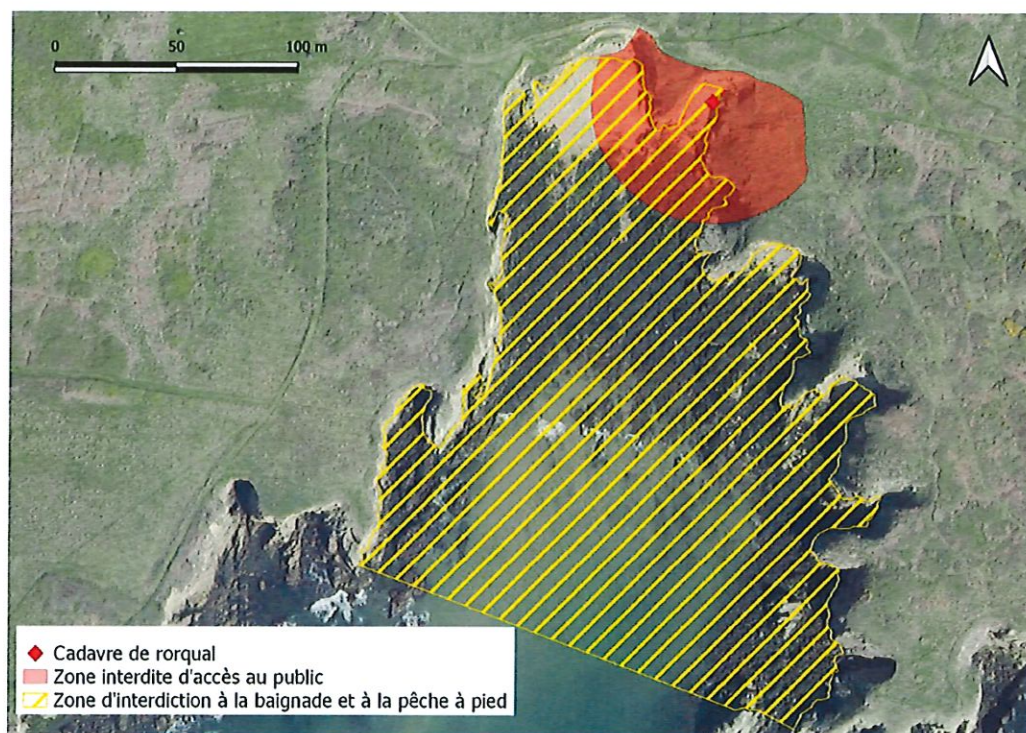 0 50 100 m
Cadavre de rorqual
Zone interdite d'accès au public
Zone d'interdiction à la baignade et à la pêche à pied